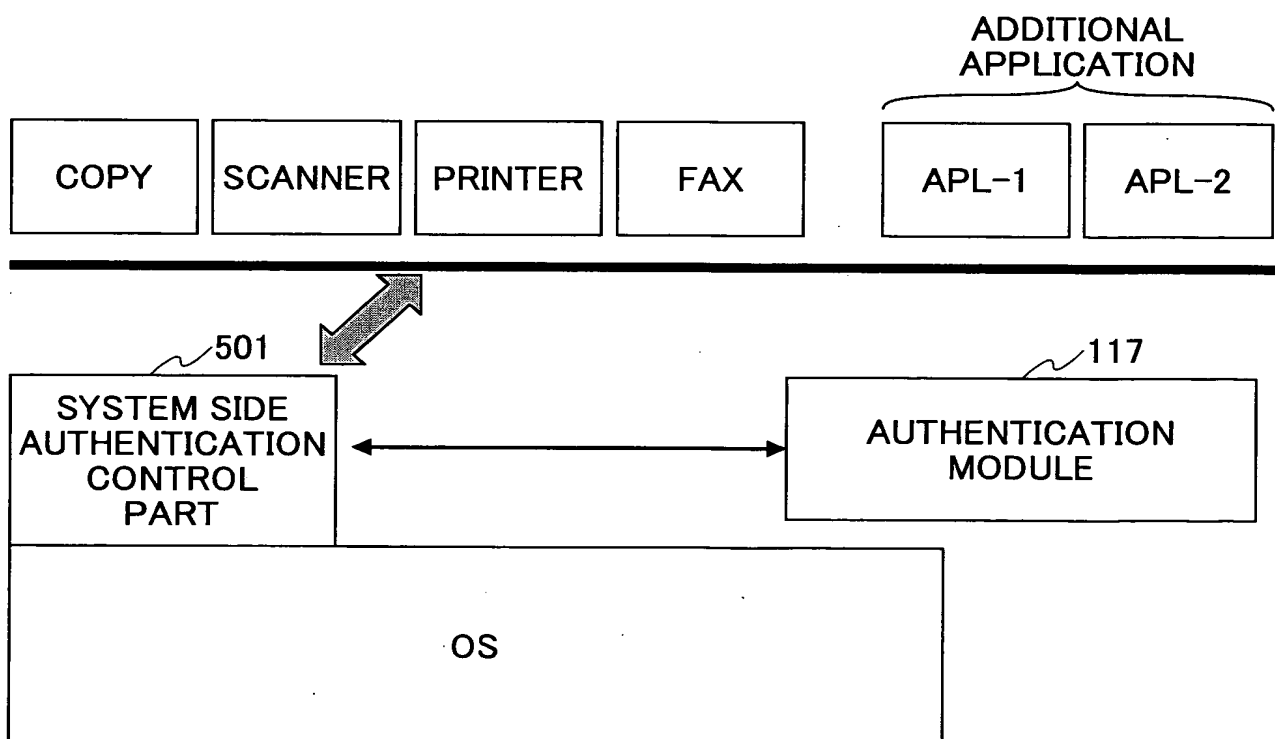 ADDITIONAL
APPLICATION
COPY
SCANNER
PRINTER
FAX
APL-1
APL-2
501
117
SYSTEM SIDE
AUTHENTICATION
CONTROL
PART
AUTHENTICATION
MODULE
OS